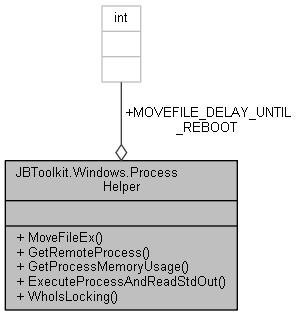 int
+MOVEFILE_DELAY_UNTIL
_REBOOT
JBToolkit.Windows.Process
Helper
+ MoveFileEx()
+ GetRemoteProcess()
+ GetProcessMemoryUsage()
+ ExecuteProcessAndReadStdOut()
+ WhoIsLocking()